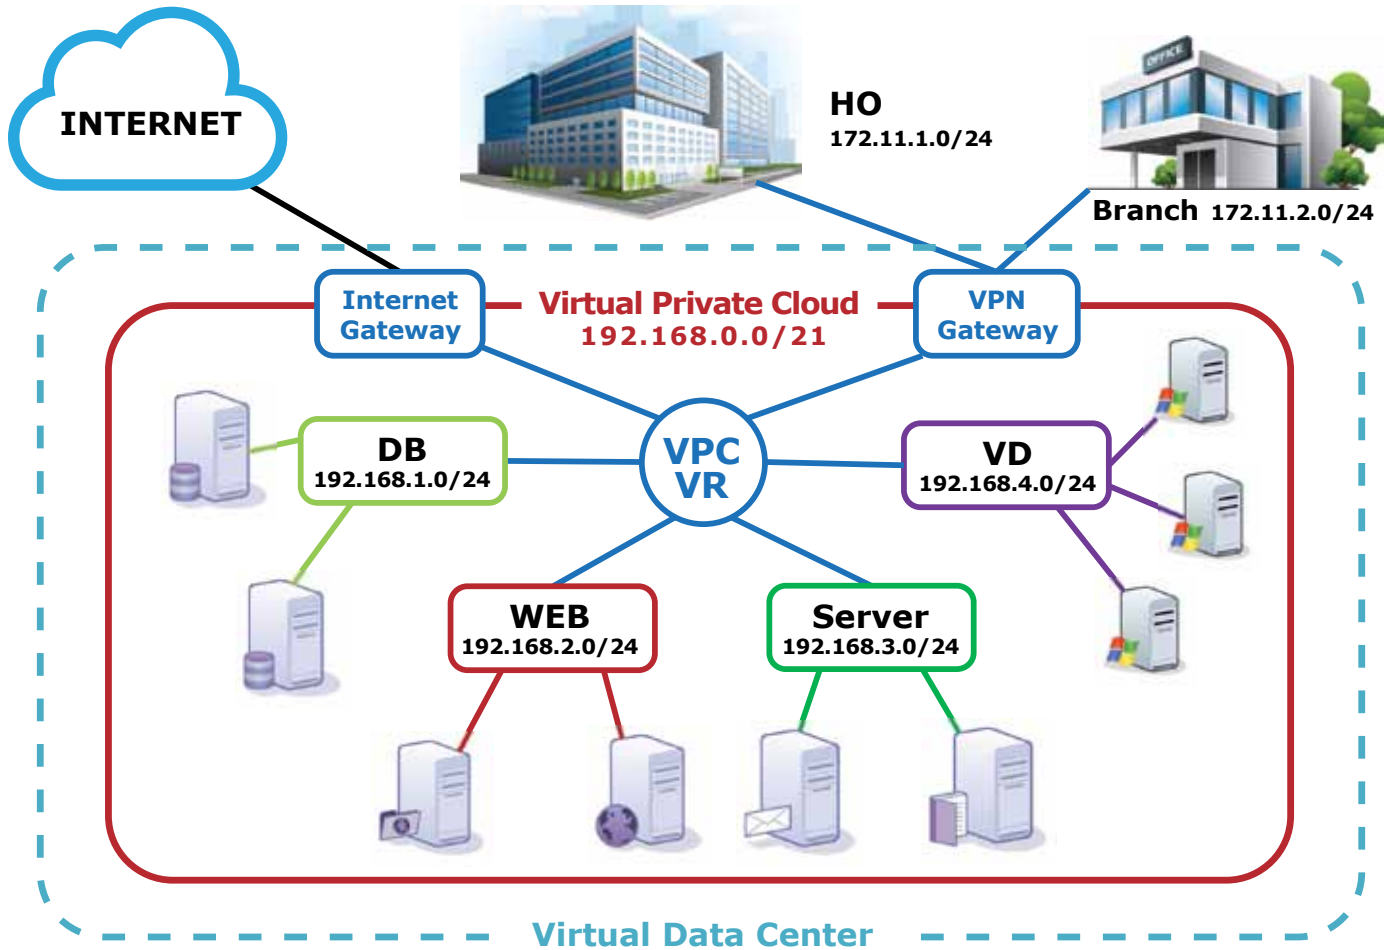 INTERNET
OFFICE
HO
172.11.1.0/24
Branch 172.11.2.0/24
Internet
Gateway
Virtual Private Cloud
192.168.0.0/21
VPN
Gateway
DB
192.168.1.0/24
VPC
VR
VD
192.168.4.0/24
WEB
192.168.2.0/24
Server
192.168.3.0/24
Virtual Data Center